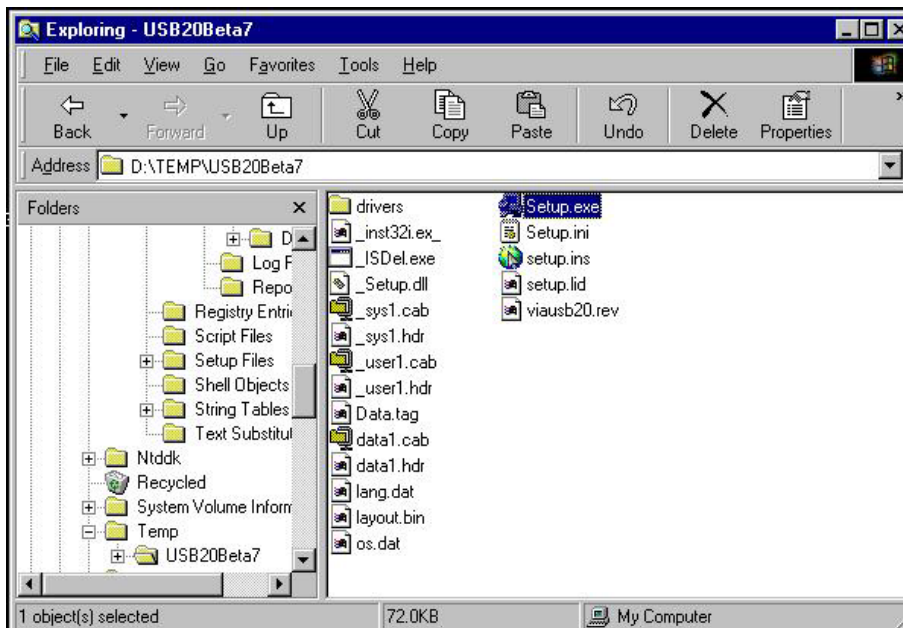 Exploring - USB20Beta7
File Edit View Go Favorites Tools Help
Back Forward Up Cut Copy Paste Undo Delete Properties »
Address D:\TEMP\USB20Beta7
Folders
D
Log F
Repo
Registry Entri
Script Files
Setup Files
Shell Objects
String Tables
Text Substitut
Ntddk
Recycled
System Volume Inform
Temp
USB20Beta7
drivers
_inst32i.ex_
_ISDel.exe
_Setup.dll
_sys1.cab
_sys1.hdr
_user1.cab
_user1.hdr
Data.tag
data1.cab
data1.hdr
lang.dat
layout.bin
os.dat
Setup.exe
Setup.ini
setup.ins
setup.lid
viausb20.rev
1 object(s) selected 72.0KB My Computer